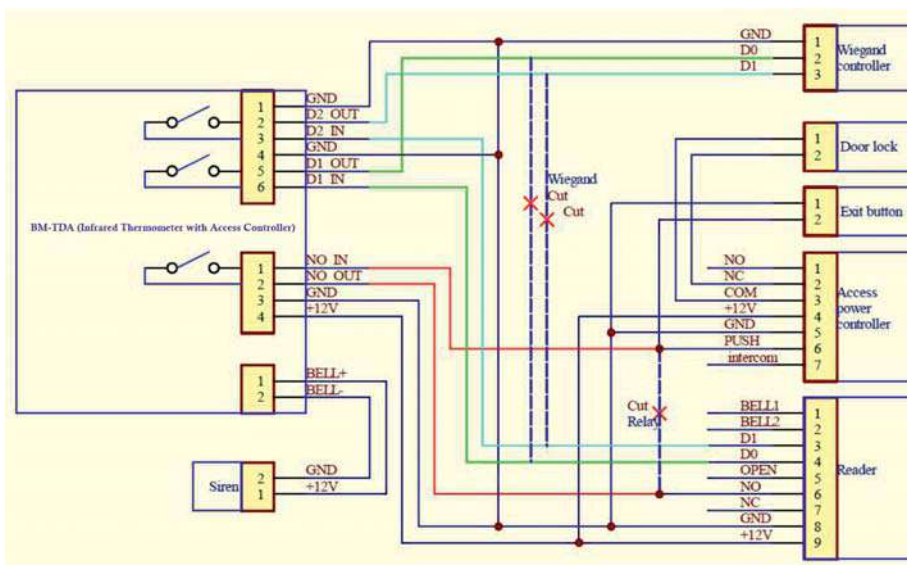 BM-TDA (Infrared Thermometer with Access Controller)
1 GND
2 D2 OUT
3 D2 IN
4 GND
5 D1 OUT
6 D1 IN
1 NO IN
2 NO OUT
3 GND
4 +12V
1 BELL+
2 BELL-
Siren
2 GND
1 +12V
Wiegand
Cut
Cut
Cut
Relay
GND 1
D0 2
D1 3
Wiegand
controller
1
2
Door lock
1
2
Exit button
NO 1
NC 2
COM 3
+12V 4
GND 5
PUSH 6
intercom 7
Access
power
controller
BELL1 1
BELL2 2
D1 3
D0 4
OPEN 5
NO 6
NC 7
GND 8
+12V 9
Reader